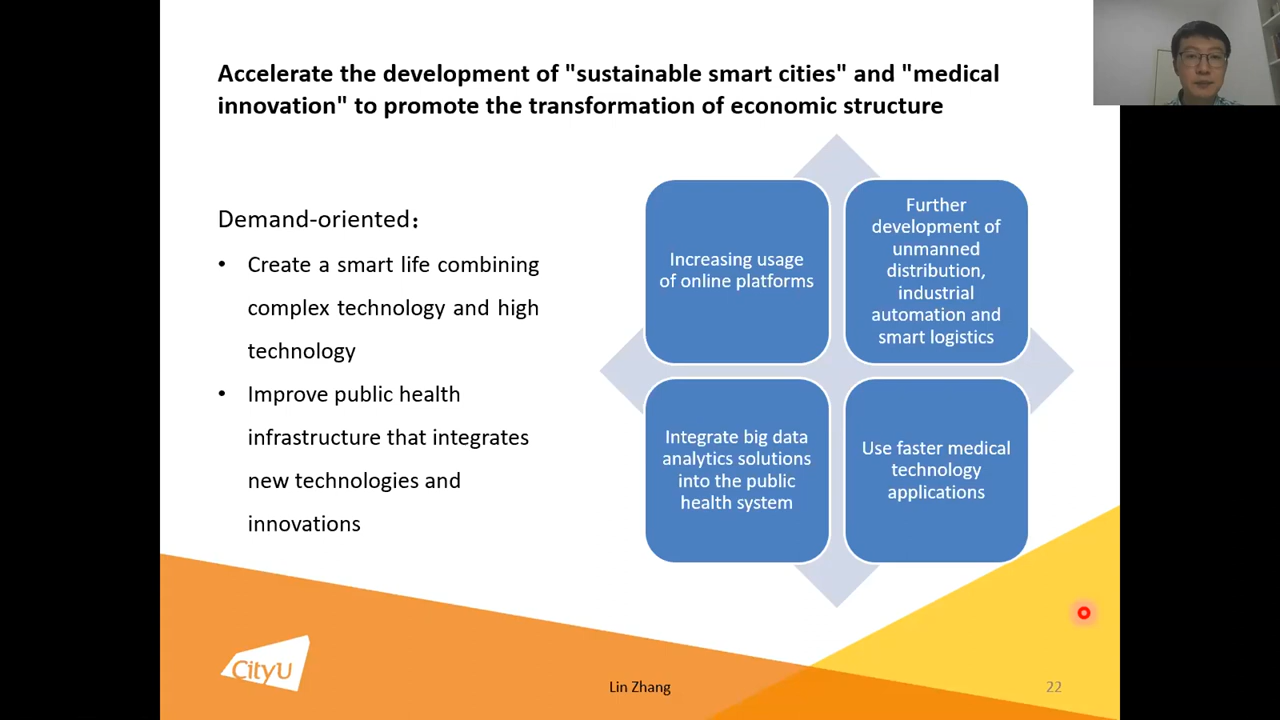 Accelerate the development of "sustainable smart cities" and "medical
innovation" to promote the transformation of economic structure
Demand-oriented：
• Create a smart life combining
complex technology and high
technology
• Improve public health
infrastructure that integrates
new technologies and
innovations
Increasing usage
of online platforms
Further
development of
unmanned
distribution,
industrial
automation and
smart logistics
Integrate big data
analytics solutions
into the public
health system
Use faster medical
technology
applications
CityU
Lin Zhang
22